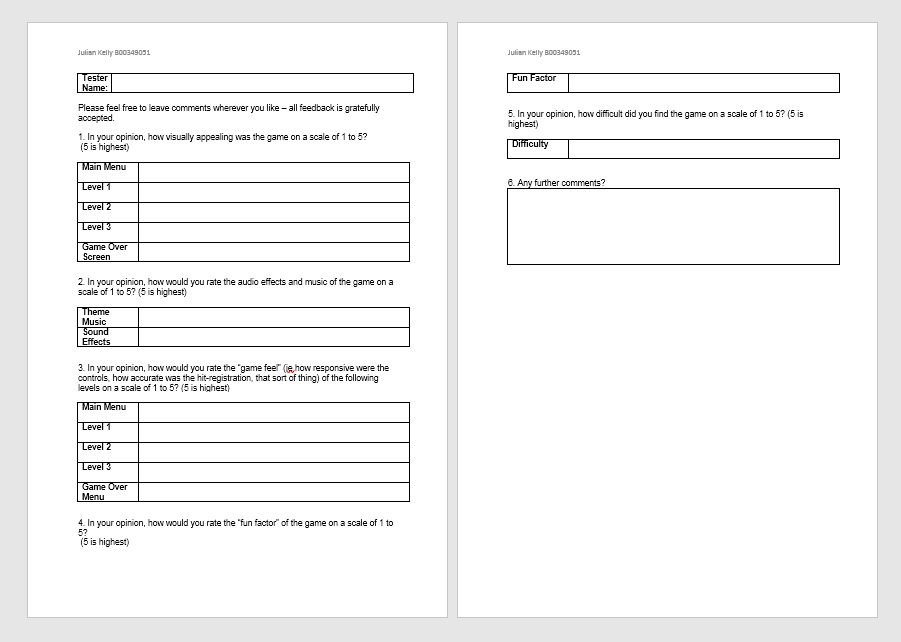 Julian Kelly B00349051
Tester
Name:
Please feel free to leave comments wherever you like – all feedback is gratefully
accepted.
1. In your opinion, how visually appealing was the game on a scale of 1 to 5?
(5 is highest)
Main Menu
Level 1
Level 2
Level 3
Game Over
Screen
2. In your opinion, how would you rate the audio effects and music of the game on a
scale of 1 to 5? (5 is highest)
Theme
Music
Sound
Effects
3. In your opinion, how would you rate the “game feel” (ie how responsive were the
controls, how accurate was the hit-registration, that sort of thing) of the following
levels on a scale of 1 to 5? (5 is highest)
Main Menu
Level 1
Level 2
Level 3
Game Over
Menu
4. In your opinion, how would you rate the “fun factor” of the game on a scale of 1 to
5?
(5 is highest)
Julian Kelly B00349051
Fun Factor
5. In your opinion, how difficult did you find the game on a scale of 1 to 5? (5 is
highest)
Difficulty
6. Any further comments?